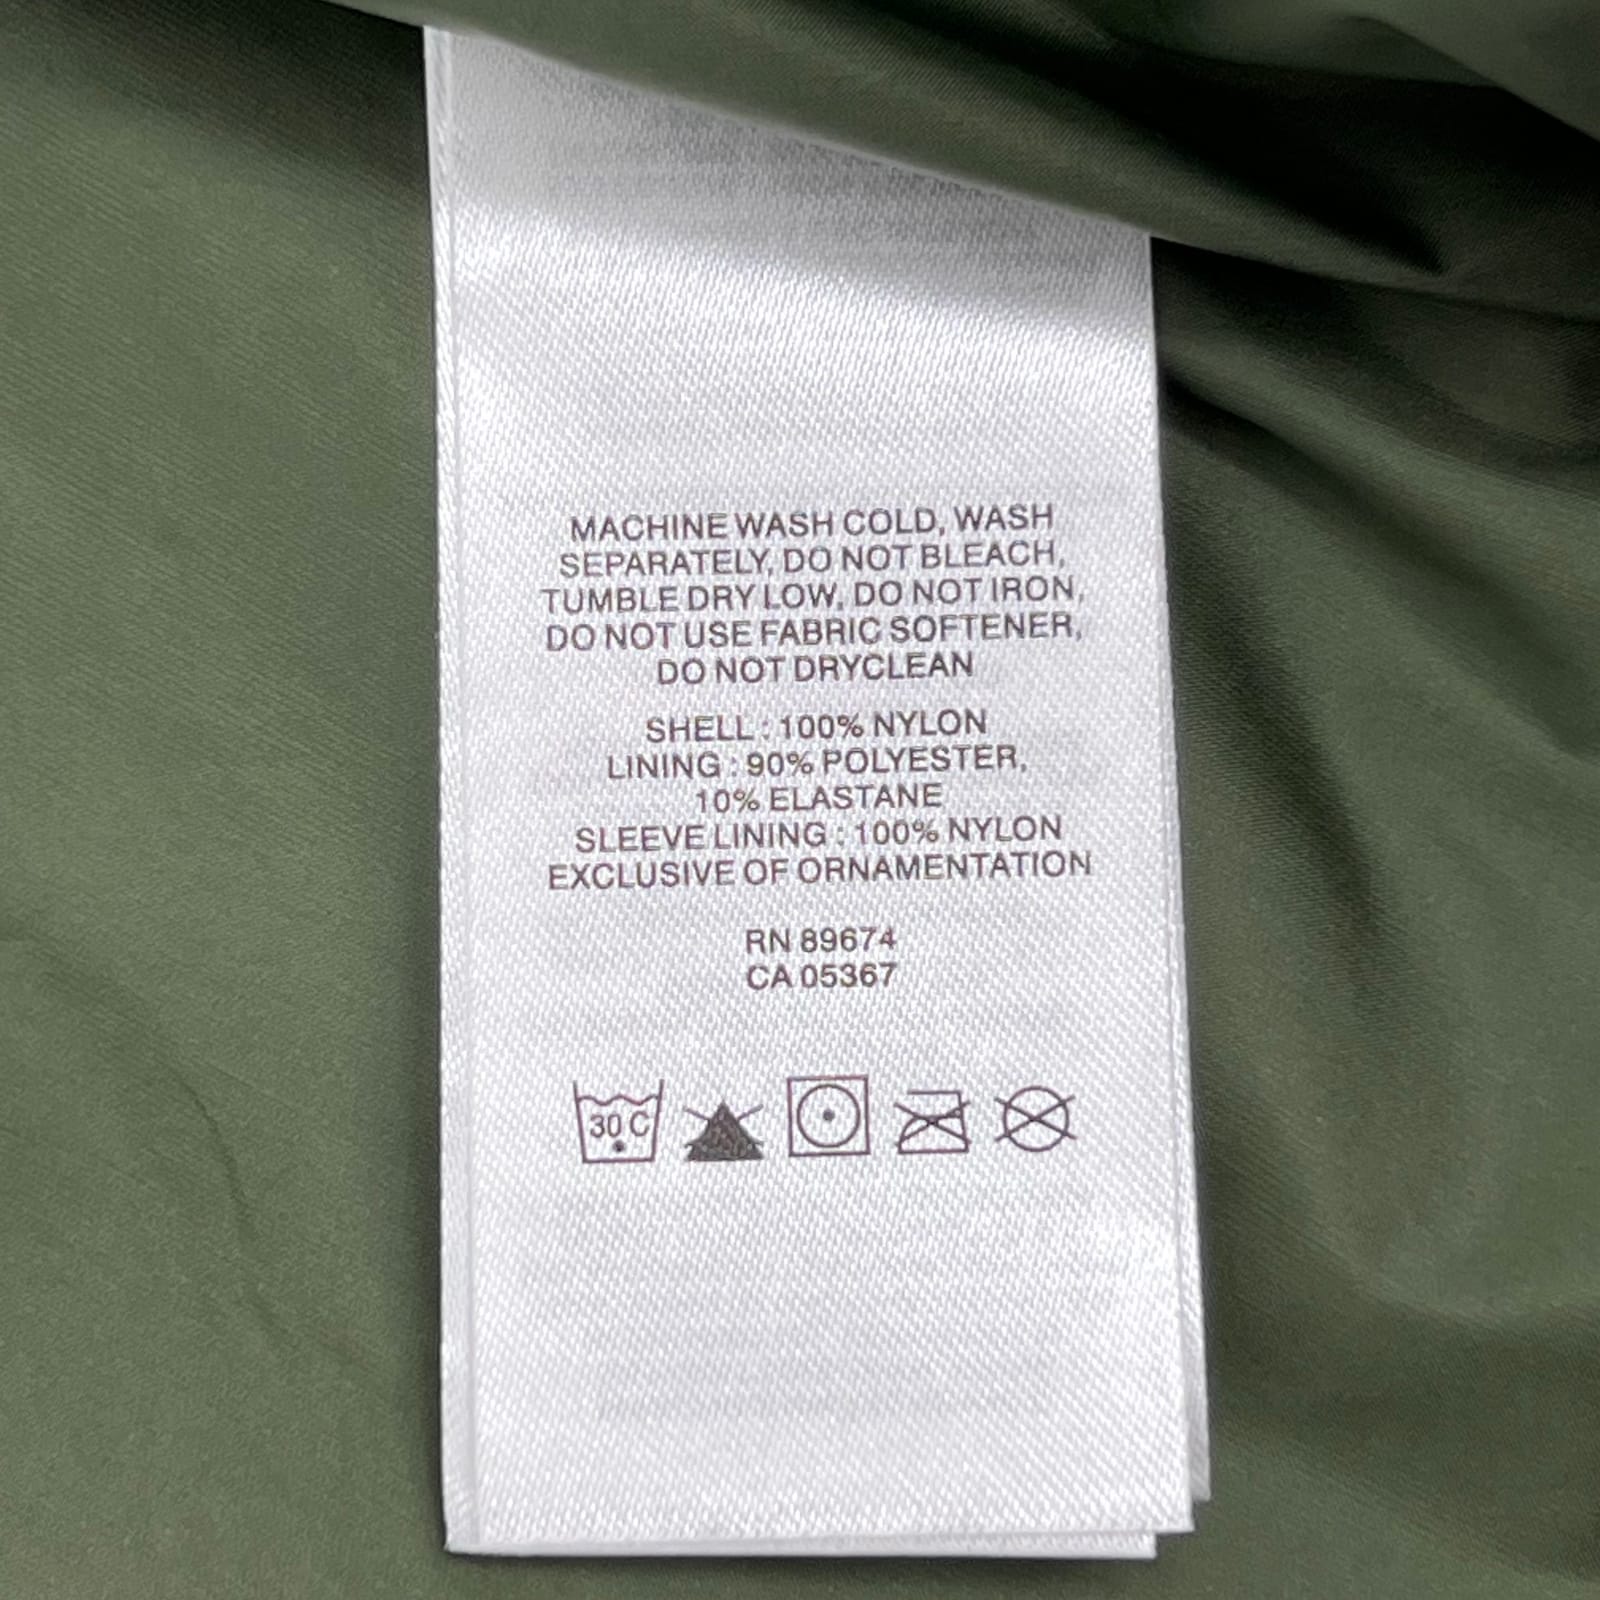 MACHINE WASH COLD, WASH
SEPARATELY, DO NOT BLEACH,
TUMBLE DRY LOW, DO NOT IRON,
DO NOT USE FABRIC SOFTENER,
DO NOT DRYCLEAN
SHELL : 100% NYLON
LINING : 90% POLYESTER,
10% ELASTANE
SLEEVE LINING : 100% NYLON
EXCLUSIVE OF ORNAMENTATION
RN 89674
CA 05367
30 C